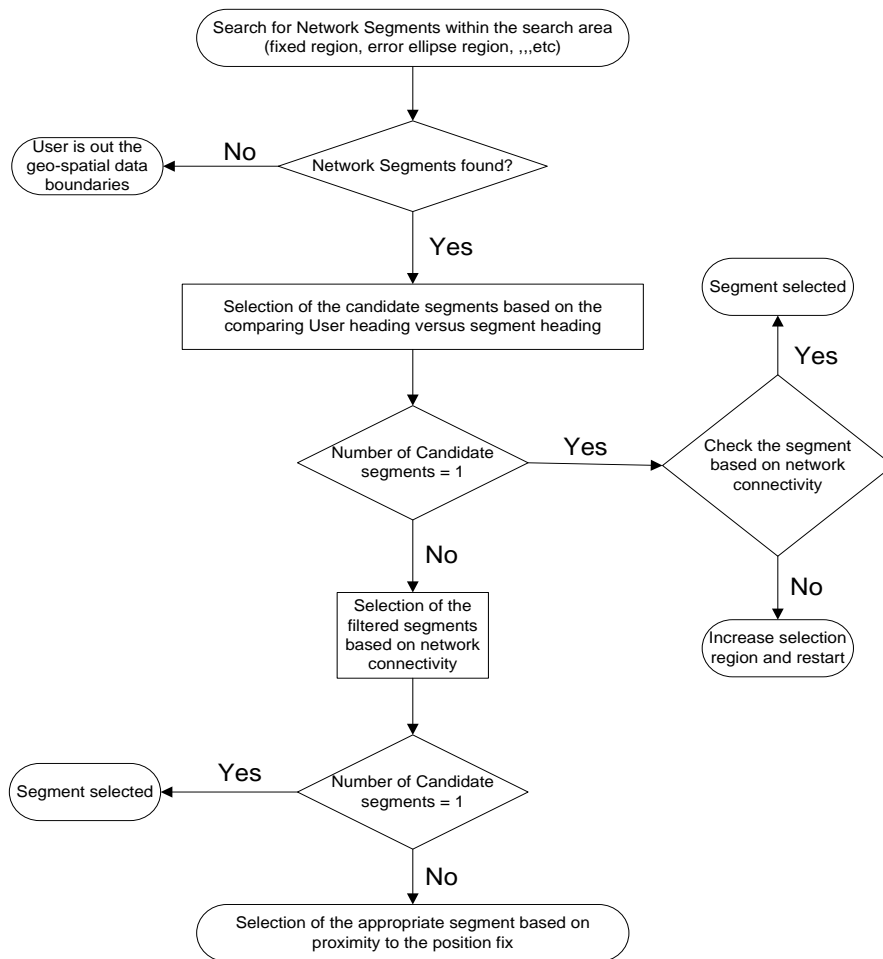 Search for Network Segments within the search area
(fixed region, error ellipse region, ,,,etc)
User is out the
geo-spatial data
boundaries
No
Network Segments found?
Yes
Selection of the candidate segments based on the
comparing User heading versus segment heading
Segment selected
Yes
Number of Candidate
segments = 1
Yes
Check the segment
based on network
connectivity
No
No
Selection of the
filtered segments
based on network
connectivity
Increase selection
region and restart
Segment selected
Yes
Number of Candidate
segments = 1
No
Selection of the appropriate segment based on
proximity to the position fix